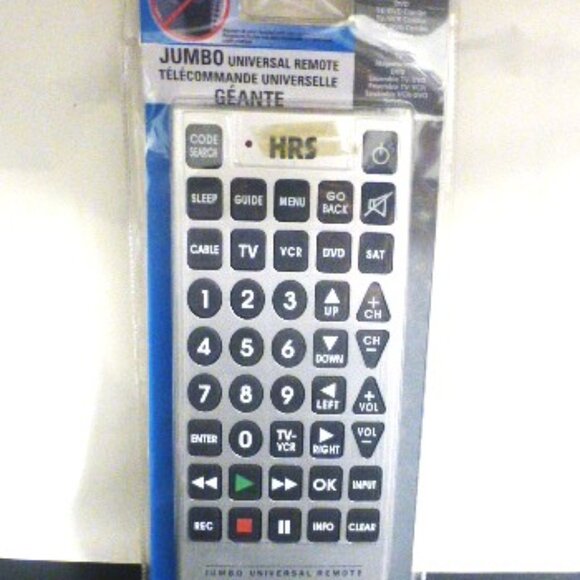 JUMBO UNIVERSAL REMOTE
TÉLÉCOMMANDE UNIVERSELLE
GÉANTE
CODE
SEARCH
HRS
SLEEP GUIDE MENU GO
BACK
CABLE TV VCR DVD SAT
1 2 3 UP + CH
4 5 6 DOWN CH −
7 8 9 LEFT + VOL
ENTER 0 TV-
VCR RIGHT VOL −
OK INPUT
REC INFO CLEAR
JUMBO UNIVERSAL REMOTE